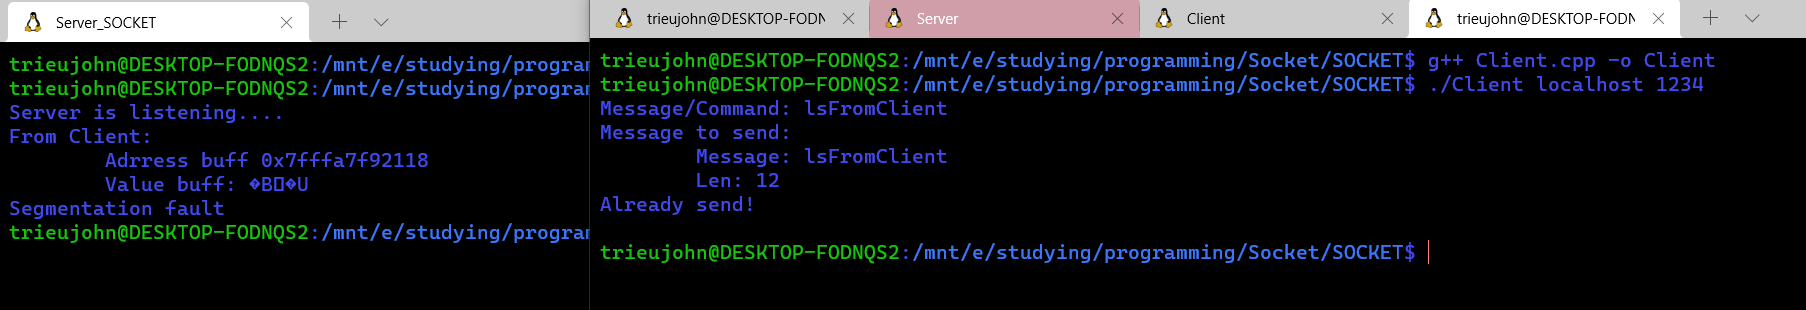 Server_SOCKET
trieujohn@DESKTOP-FODNQS2:/mnt/e/studying/program
trieujohn@DESKTOP-FODNQS2:/mnt/e/studying/program
Server is listening....
From Client:
Adrress buff 0x7fffa7f92118
Value buff: �B�U
Segmentation fault
trieujohn@DESKTOP-FODNQS2:/mnt/e/studying/program
trieujohn@DESKTOP-FODN
Server
Client
trieujohn@DESKTOP-FODN
trieujohn@DESKTOP-FODNQS2:/mnt/e/studying/programming/Socket/SOCKET$ g++ Client.cpp -o Client
trieujohn@DESKTOP-FODNQS2:/mnt/e/studying/programming/Socket/SOCKET$ ./Client localhost 1234
Message/Command: lsFromClient
Message to send:
Message: lsFromClient
Len: 12
Already send!
trieujohn@DESKTOP-FODNQS2:/mnt/e/studying/programming/Socket/SOCKET$